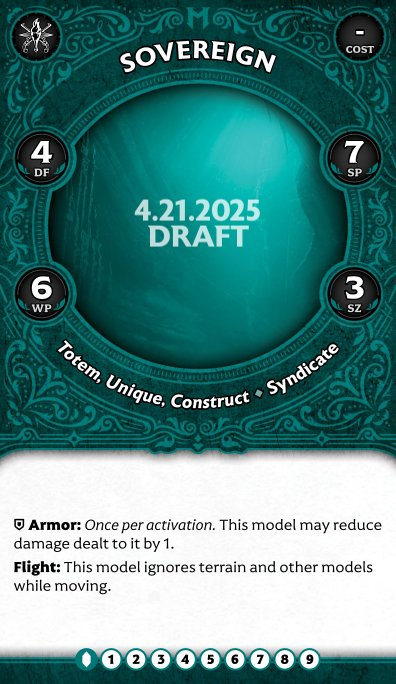 SOVEREIGN
-
COST
4
DF
7
SP
4.21.2025
DRAFT
6
WP
3
SZ
Totem, Unique, Construct ⬥ Syndicate
Armor: Once per activation. This model may reduce
damage dealt to it by 1.
Flight: This model ignores terrain and other models
while moving.
1 2 3 4 5 6 7 8 9